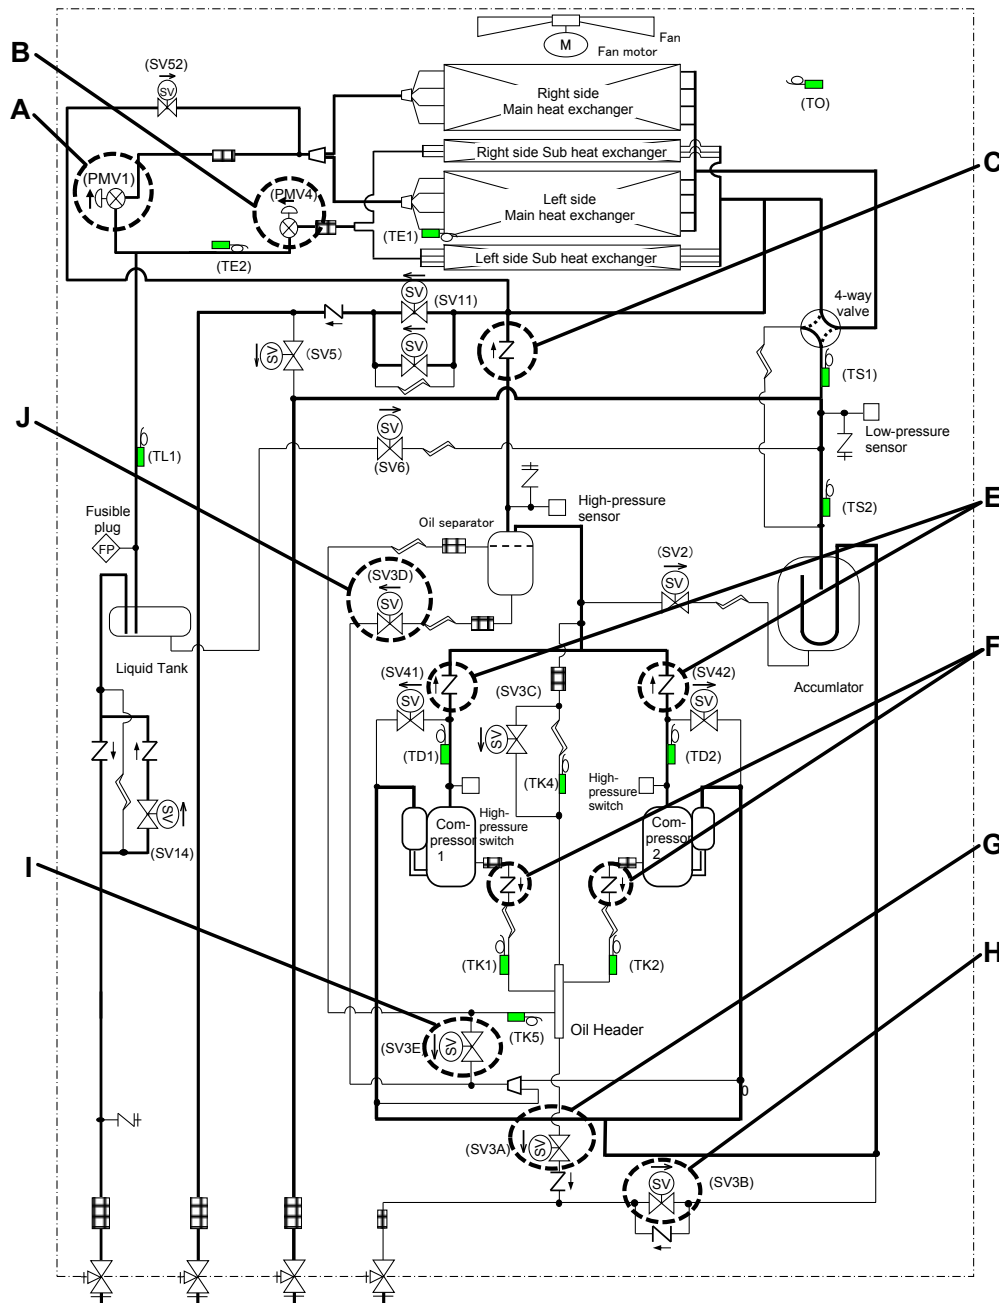 Fan
M
Fan motor
B
(SV52)
SV
Right side
Main heat exchanger
(TO)
A
(PMV1)
Right side Sub heat exchanger
C
(PMV4)
Left side
Main heat exchanger
(TE1)
(TE2)
Left side Sub heat exchanger
4-way
valve
SV
(SV11)
SV
SV
(SV5)
(TS1)
J
SV
(SV6)
Low-pressure
sensor
(TL1)
E
High-pressure
sensor
(TS2)
Fusible
plug
FP
Oil separator
(SV3D)
SV
(SV2)
SV
F
Liquid Tank
(SV41)
SV
(SV3C)
SV
(SV42)
SV
Accumlator
(TD1)
(TD2)
(TK4)
High-
pressure
switch
Com-
pressor
1
High-
pressure
switch
Com-
pressor
2
SV
(SV14)
G
I
H
(TK1)
(TK2)
Oil Header
(TK5)
(SV3E)
SV
(SV3A)
SV
(SV3B)
SV